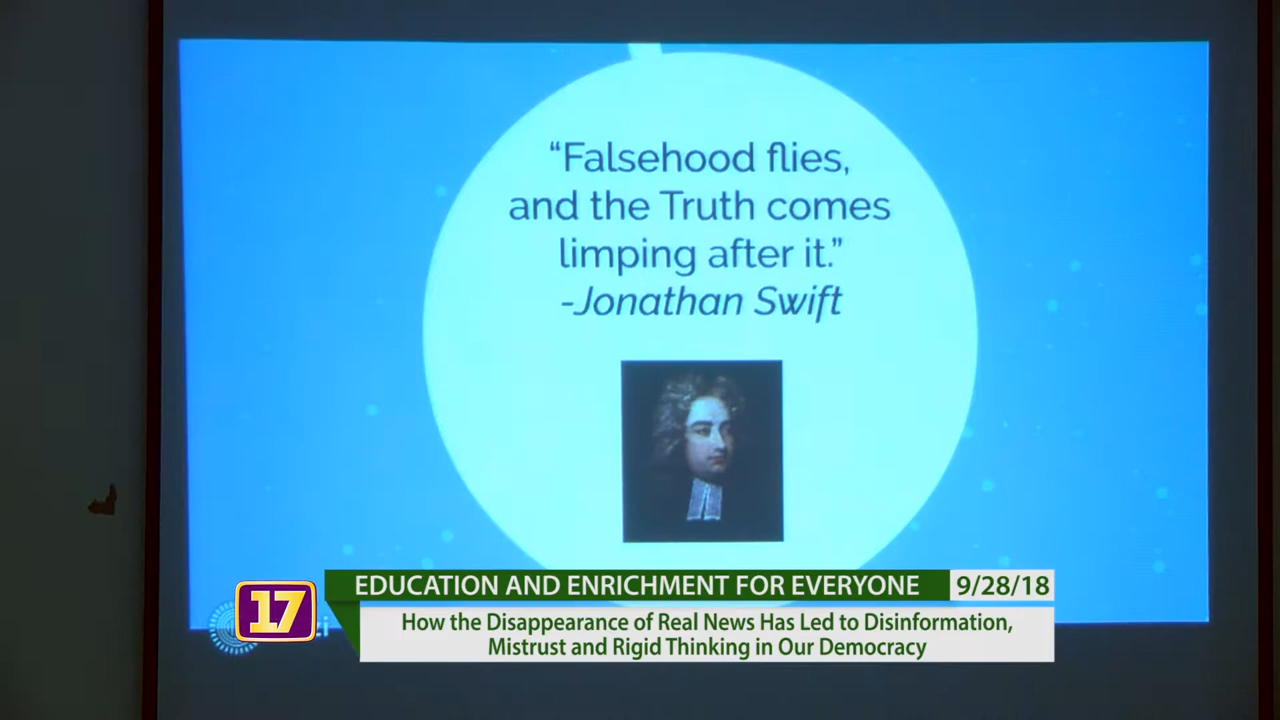 “Falsehood flies,
and the Truth comes
limping after it.”
-Jonathan Swift
17
EDUCATION AND ENRICHMENT FOR EVERYONE
9/28/18
How the Disappearance of Real News Has Led to Disinformation,
Mistrust and Rigid Thinking in Our Democracy